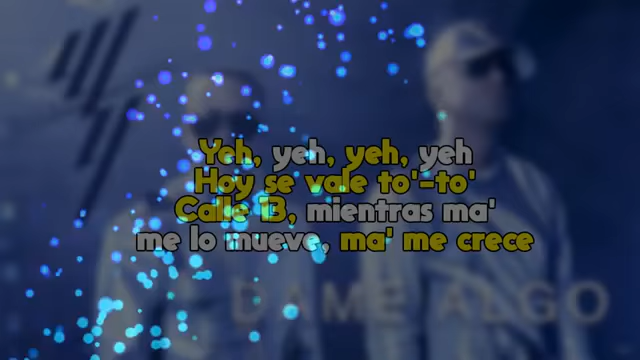 Yeh, yeh, yeh, yeh
Hoy se vale to'-to'
Calle 13, mientras ma'
me lo mueve, ma' me crece
DAME ALGO